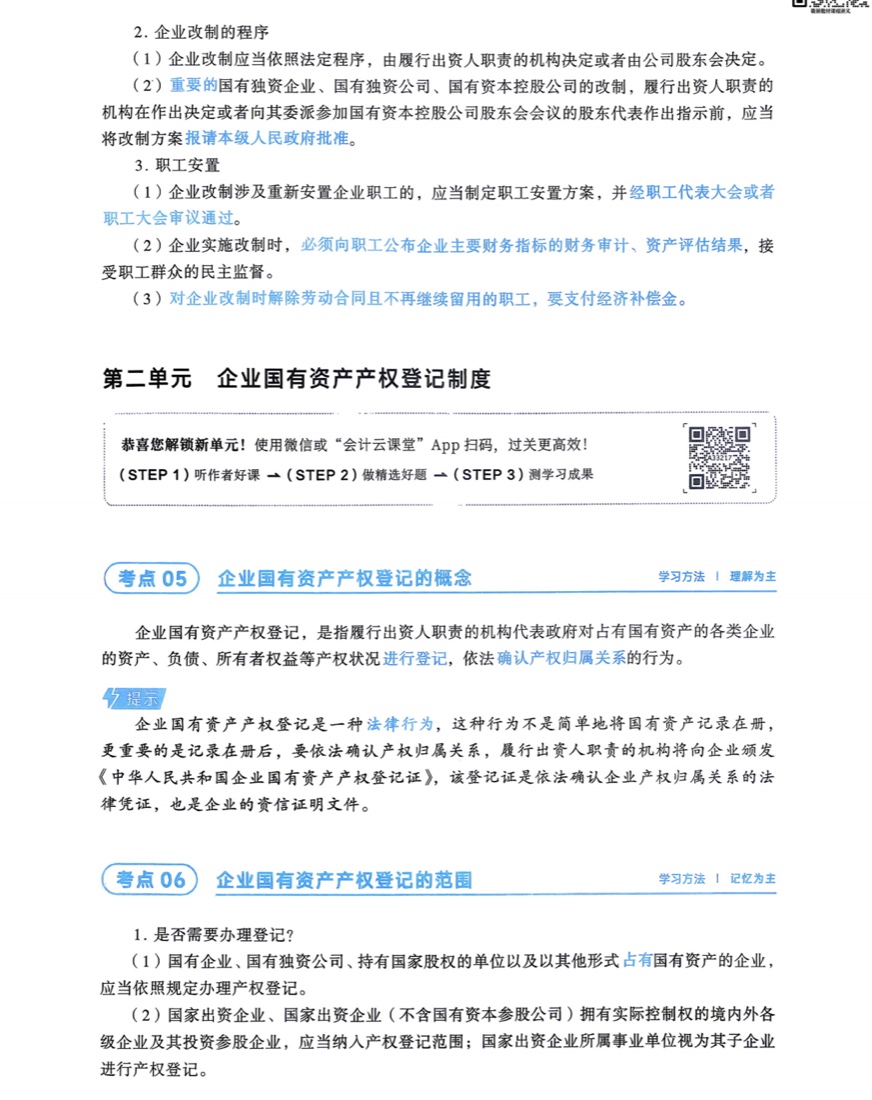 2. 企业改制的程序
（1）企业改制应当依照法定程序，由履行出资人职责的机构决定或者由公司股东会决定。
（2）重要的国有独资企业、国有独资公司、国有资本控股公司的改制，履行出资人职责的
机构在作出决定或者向其委派参加国有资本控股公司股东会会议的股东代表作出指示前，应当
将改制方案报请本级人民政府批准。
3. 职工安置
（1）企业改制涉及重新安置企业职工的，应当制定职工安置方案，并经职工代表大会或者
职工大会审议通过。
（2）企业实施改制时，必须向职工公布企业主要财务指标的财务审计、资产评估结果，接
受职工群众的民主监督。
（3）对企业改制时解除劳动合同且不再继续留用的职工，要支付经济补偿金。
第二单元 企业国有资产产权登记制度
恭喜您解锁新单元！使用微信或“会计云课堂”App 扫码，过关更高效！
（STEP 1）听作者好课 → （STEP 2）做精选好题 → （STEP 3）测学习成果
考点 05 企业国有资产产权登记的概念 学习方法 | 理解为主
企业国有资产产权登记，是指履行出资人职责的机构代表政府对占有国有资产的各类企业
的资产、负债、所有者权益等产权状况进行登记，依法确认产权归属关系的行为。
提示
企业国有资产产权登记是一种法律行为，这种行为不是简单地将国有资产记录在册，
更重要的是记录在册后，要依法确认产权归属关系，履行出资人职责的机构将向企业颁发
《中华人民共和国企业国有资产产权登记证》，该登记证是依法确认企业产权归属关系的法
律凭证，也是企业的资信证明文件。
考点 06 企业国有资产产权登记的范围 学习方法 | 记忆为主
1. 是否需要办理登记？
（1）国有企业、国有独资公司、持有国家股权的单位以及以其他形式占有国有资产的企业，
应当依照规定办理产权登记。
（2）国家出资企业、国家出资企业（不含国有资本参股公司）拥有实际控制权的境内外各
级企业及其投资参股企业，应当纳入产权登记范围；国家出资企业所属事业单位视为其子企业
进行产权登记。